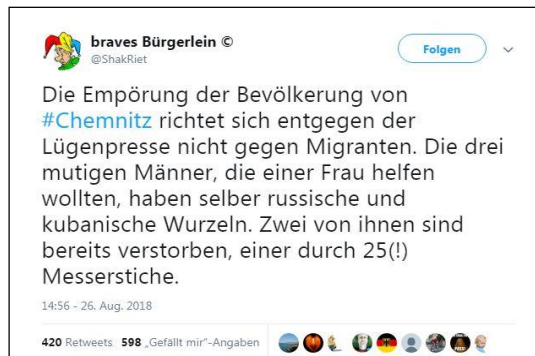 braves Bürgerlein ©
@ShakRiet
Folgen
Die Empörung der Bevölkerung von
#Chemnitz richtet sich entgegen der
Lügenpresse nicht gegen Migranten. Die drei
mutigen Männer, die einer Frau helfen
wollten, haben selber russische und
kubanische Wurzeln. Zwei von ihnen sind
bereits verstorben, einer durch 25(!)
Messerstiche.
14:56 - 26. Aug. 2018
420 Retweets 598 „Gefällt mir“-Angaben